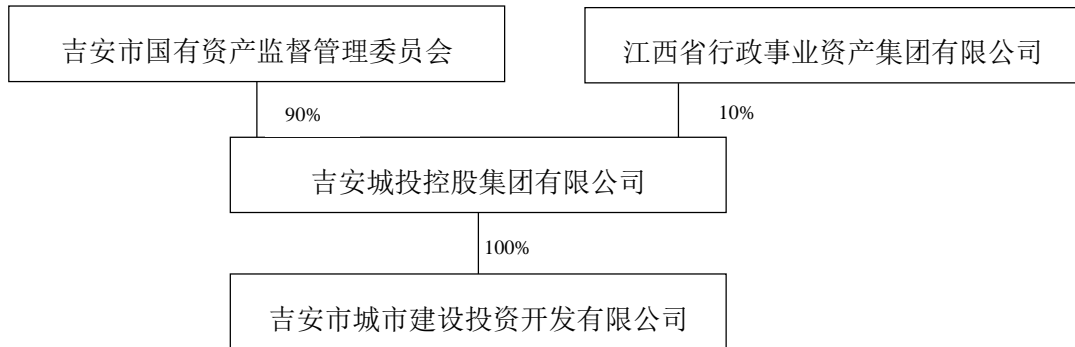 吉安市国有资产监督管理委员会
江西省行政事业资产集团有限公司
90%
10%
吉安城投控股集团有限公司
100%
吉安市城市建设投资开发有限公司